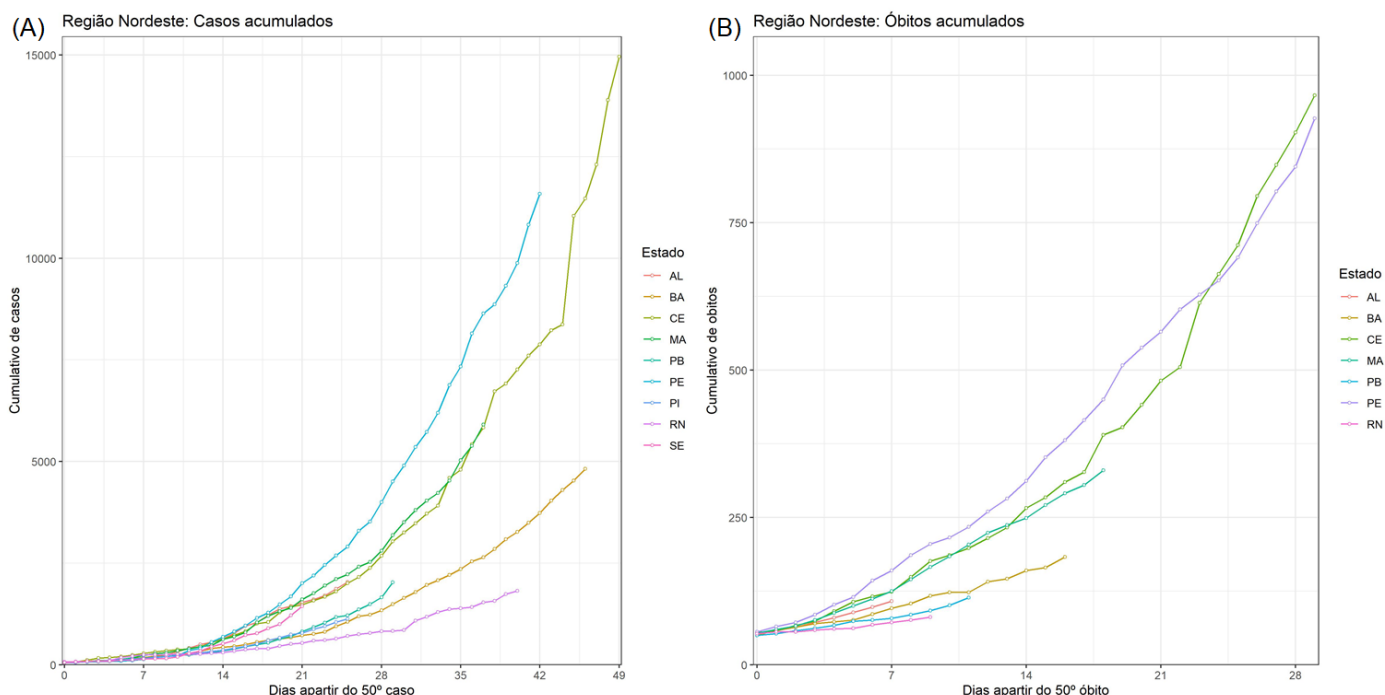 (A)
Região Nordeste: Casos acumulados
15000
10000
5000
0
Cumulativo de casos
0 7 14 21 28 35 42 49
Dias apartir do 50º caso
Estado
AL
BA
CE
MA
PB
PE
PI
RN
SE
(B)
Região Nordeste: Óbitos acumulados
1000
750
500
250
0
Cumulativo de obitos
0 7 14 21 28
Dias apartir do 50º óbito
Estado
AL
BA
CE
MA
PB
PE
RN